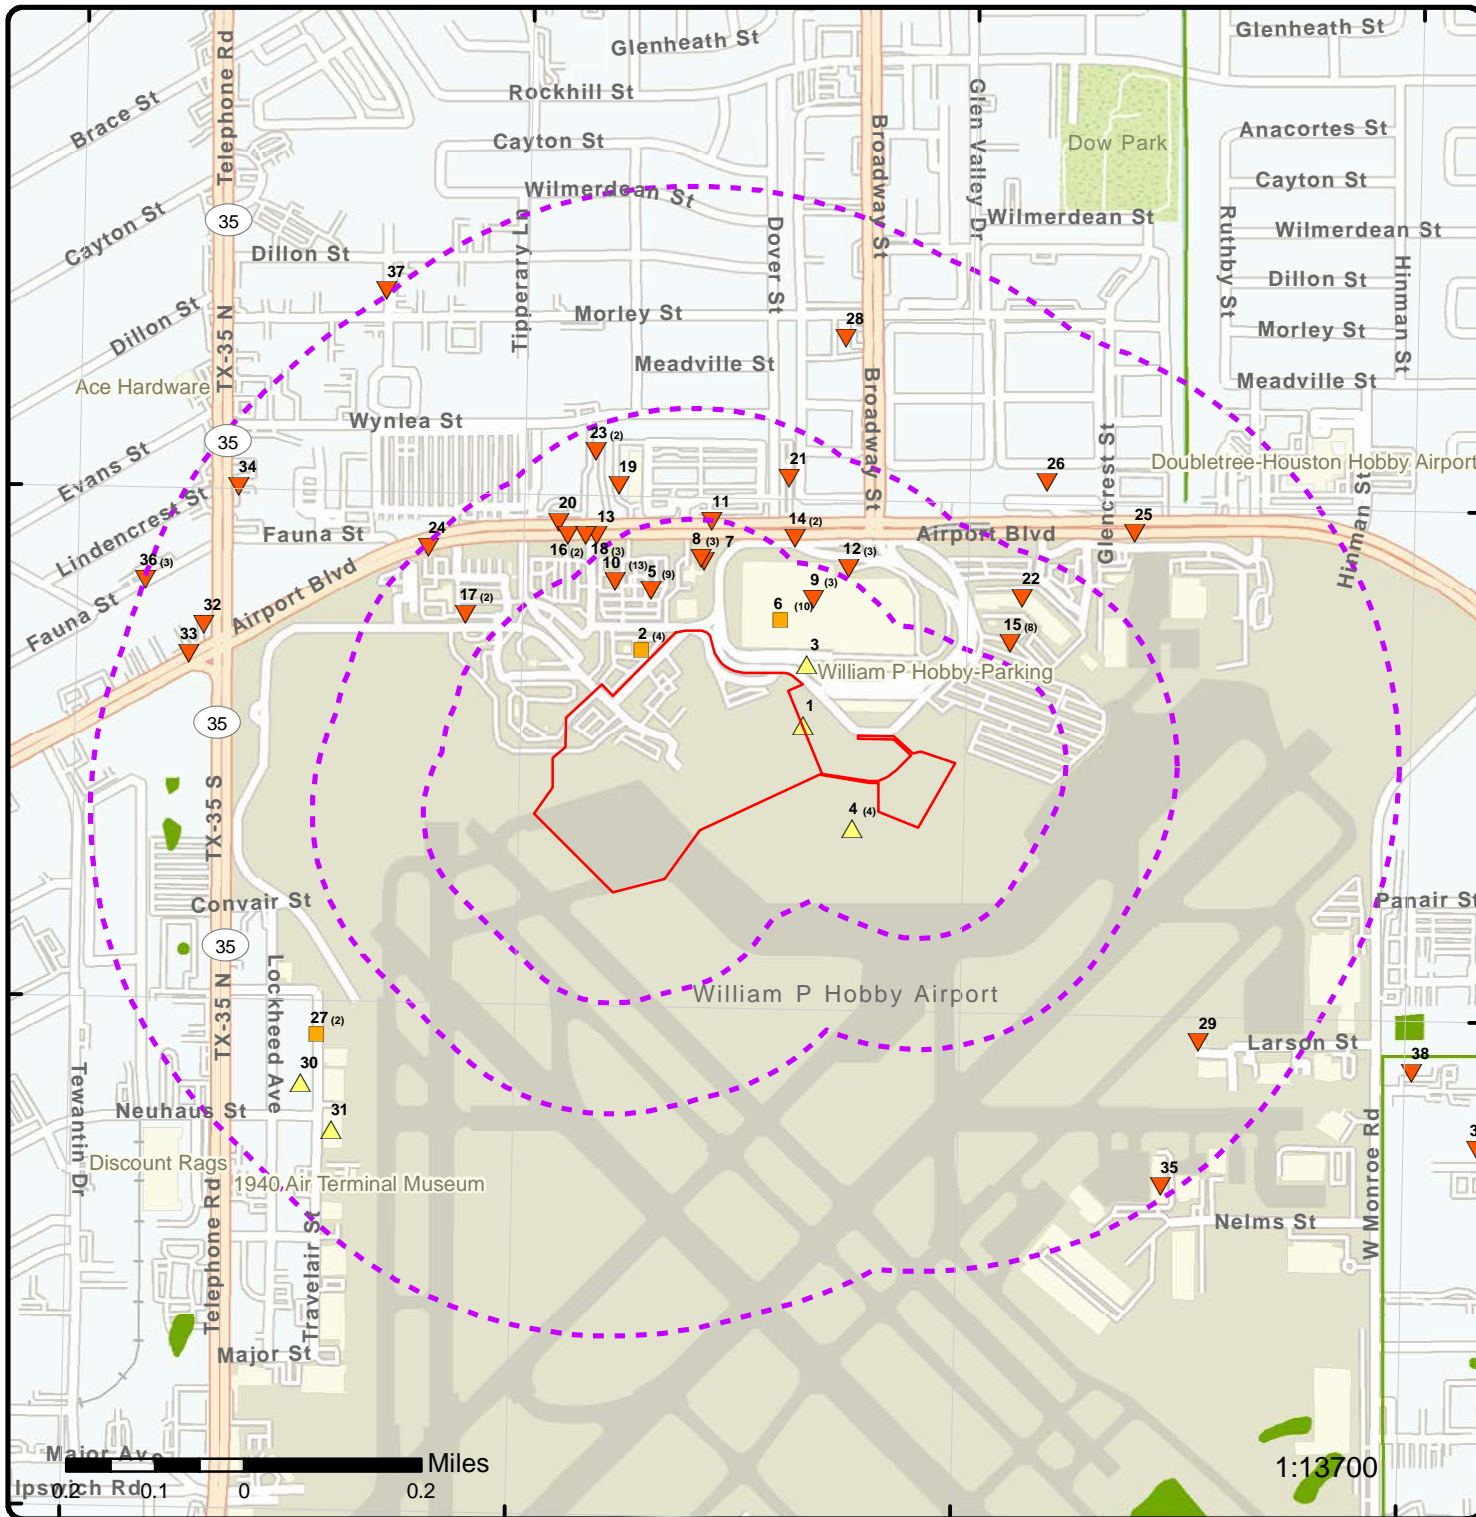 Glenheath St
Glenheath St
Telephone Rd
Brace St
Rockhill St
Cayton St
Broadway St
Glen Valley Dr
Dow Park
Anacortes St
Cayton St
Wilmerdean St
Wilmerdean St
Wilmerdean St
Cayton St
Tipperary Ln
Dover St
Ruthby St
35
Dillon St
Dillon St
Hinman St
37
Morley St
28
Morley St
Dillon St
TX-35 N
Meadville St
Meadville St
Ace Hardware
Broadway St
Wynlea St
35
23 (2)
Evans St
34
19
21
26
Glencrest St
Doubletree-Houston Hobby Airport
Hinman St
Lindencrest St
Fauna St
24
20
13
11
14 (2)
Airport Blvd
25
16 (2)
18 (3)
8 (3)
7
12 (3)
36 (3)
10 (13)
5 (9)
9 (3)
22
Fauna St
32
Airport Blvd
17 (2)
6 (10)
15 (8)
33
2 (4)
3
William P Hobby-Parking
35
1
TX-35 S
4 (4)
Convair St
Panair St
35
TX-35 N
Lockheed Ave
William P Hobby Airport
27 (2)
29
Larson St
30
38
Tewantin Dr
Neuhaus St
31
W Monroe Rd
Discount Rags
1940 Air Terminal Museum
35
Telephone Rd
Travelair St
Nelms St
Major St
Major Ave
Miles
1:13700
Ipswich Rd
0.2
0.1
0
0.2